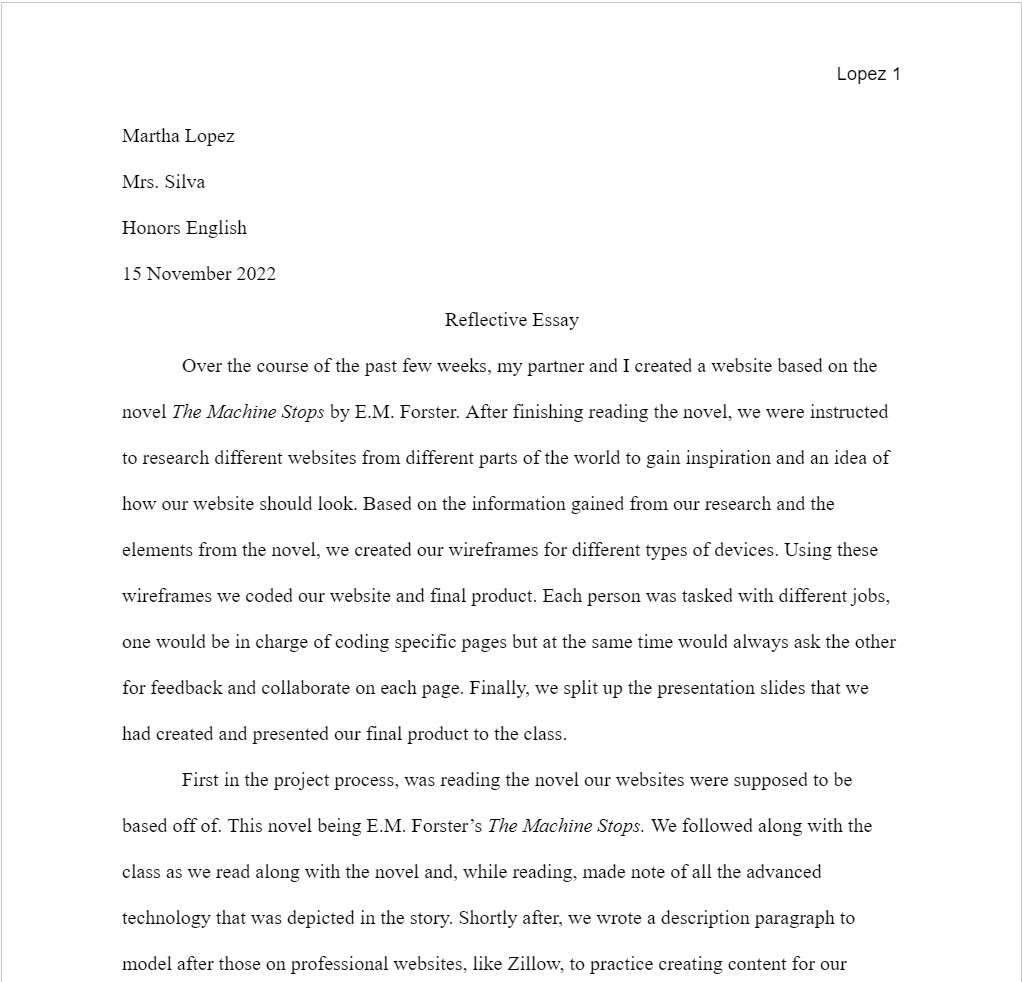 Lopez 1
Martha Lopez
Mrs. Silva
Honors English
15 November 2022
Reflective Essay
Over the course of the past few weeks, my partner and I created a website based on the
novel The Machine Stops by E.M. Forster. After finishing reading the novel, we were instructed
to research different websites from different parts of the world to gain inspiration and an idea of
how our website should look. Based on the information gained from our research and the
elements from the novel, we created our wireframes for different types of devices. Using these
wireframes we coded our website and final product. Each person was tasked with different jobs,
one would be in charge of coding specific pages but at the same time would always ask the other
for feedback and collaborate on each page. Finally, we split up the presentation slides that we
had created and presented our final product to the class.
First in the project process, was reading the novel our websites were supposed to be
based off of. This novel being E.M. Forster’s The Machine Stops. We followed along with the
class as we read along with the novel and, while reading, made note of all the advanced
technology that was depicted in the story. Shortly after, we wrote a description paragraph to
model after those on professional websites, like Zillow, to practice creating content for our